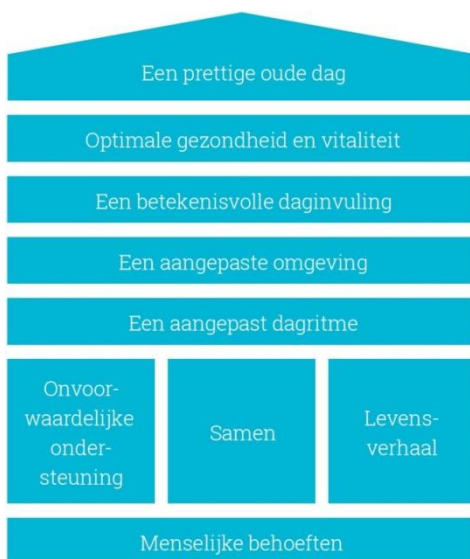 Een prettige oude dag
Optimale gezondheid en vitaliteit
Een betekenisvolle daginvuling
Een aangepaste omgeving
Een aangepast dagritme
Onvoor-
waardelijke
onder-
steuning
Samen
Levens-
verhaal
Menselijke behoeften